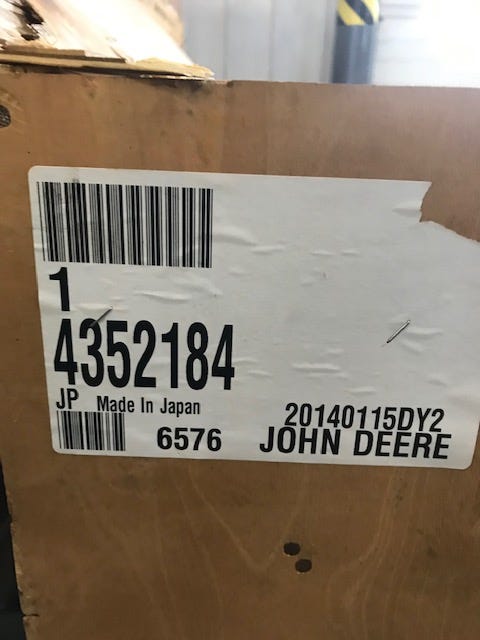 1
4352184
JP Made In Japan
20140115DY2
6576 JOHN DEERE